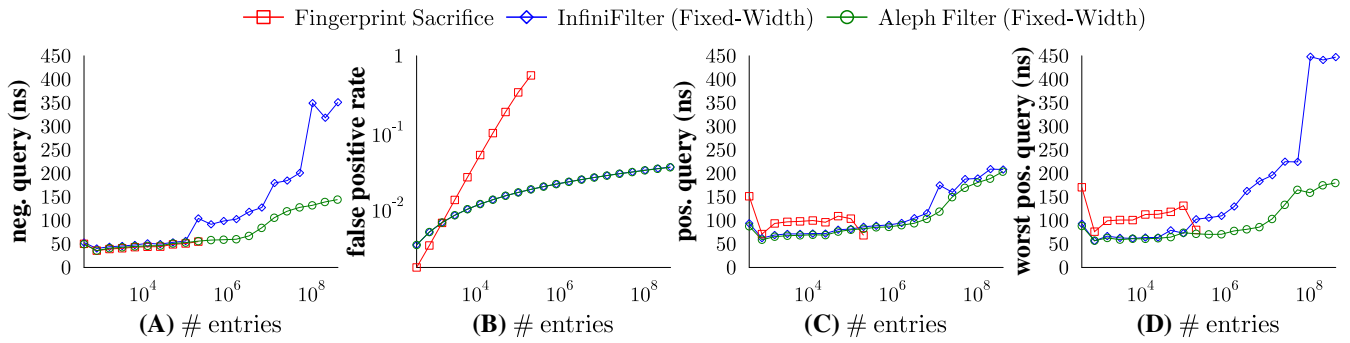 Fingerprint Sacrifice InfiniFilter (Fixed-Width) Aleph Filter (Fixed-Width)
neg. query (ns)
450
400
350
300
250
200
150
100
50
0
10^4 10^6 10^8
(A) # entries
false positive rate
1
10^-1
10^-2
10^4 10^6 10^8
(B) # entries
pos. query (ns)
450
400
350
300
250
200
150
100
50
0
10^4 10^6 10^8
(C) # entries
worst pos. query (ns)
450
400
350
300
250
200
150
100
50
0
10^4 10^6 10^8
(D) # entries